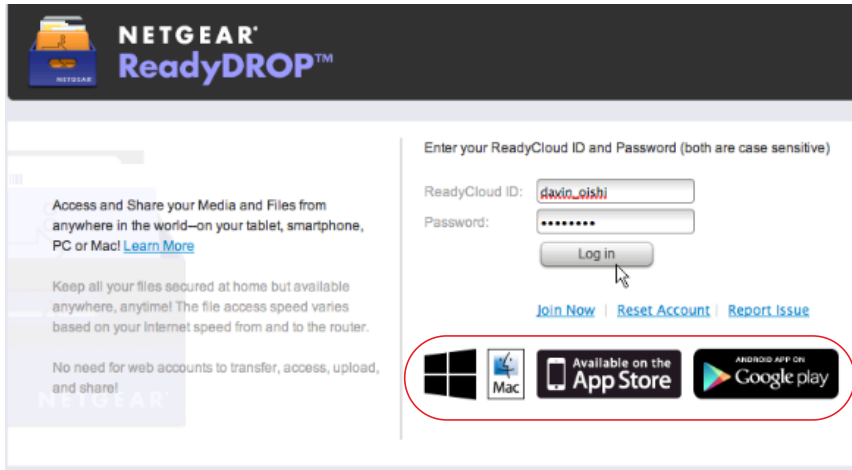 NETGEAR
NETGEAR®
ReadyDROP™
Access and Share your Media and Files from
anywhere in the world–on your tablet, smartphone,
PC or Mac! Learn More
Keep all your files secured at home but available
anywhere, anytime! The file access speed varies
based on your Internet speed from and to the router.
No need for web accounts to transfer, access, upload,
and share!
NETGEAR
Enter your ReadyCloud ID and Password (both are case sensitive)
ReadyCloud ID: davin_oishi
Password: ••••••••
Log in
Join Now | Reset Account | Report Issue
Mac
Available on the
App Store
ANDROID APP ON
Google play